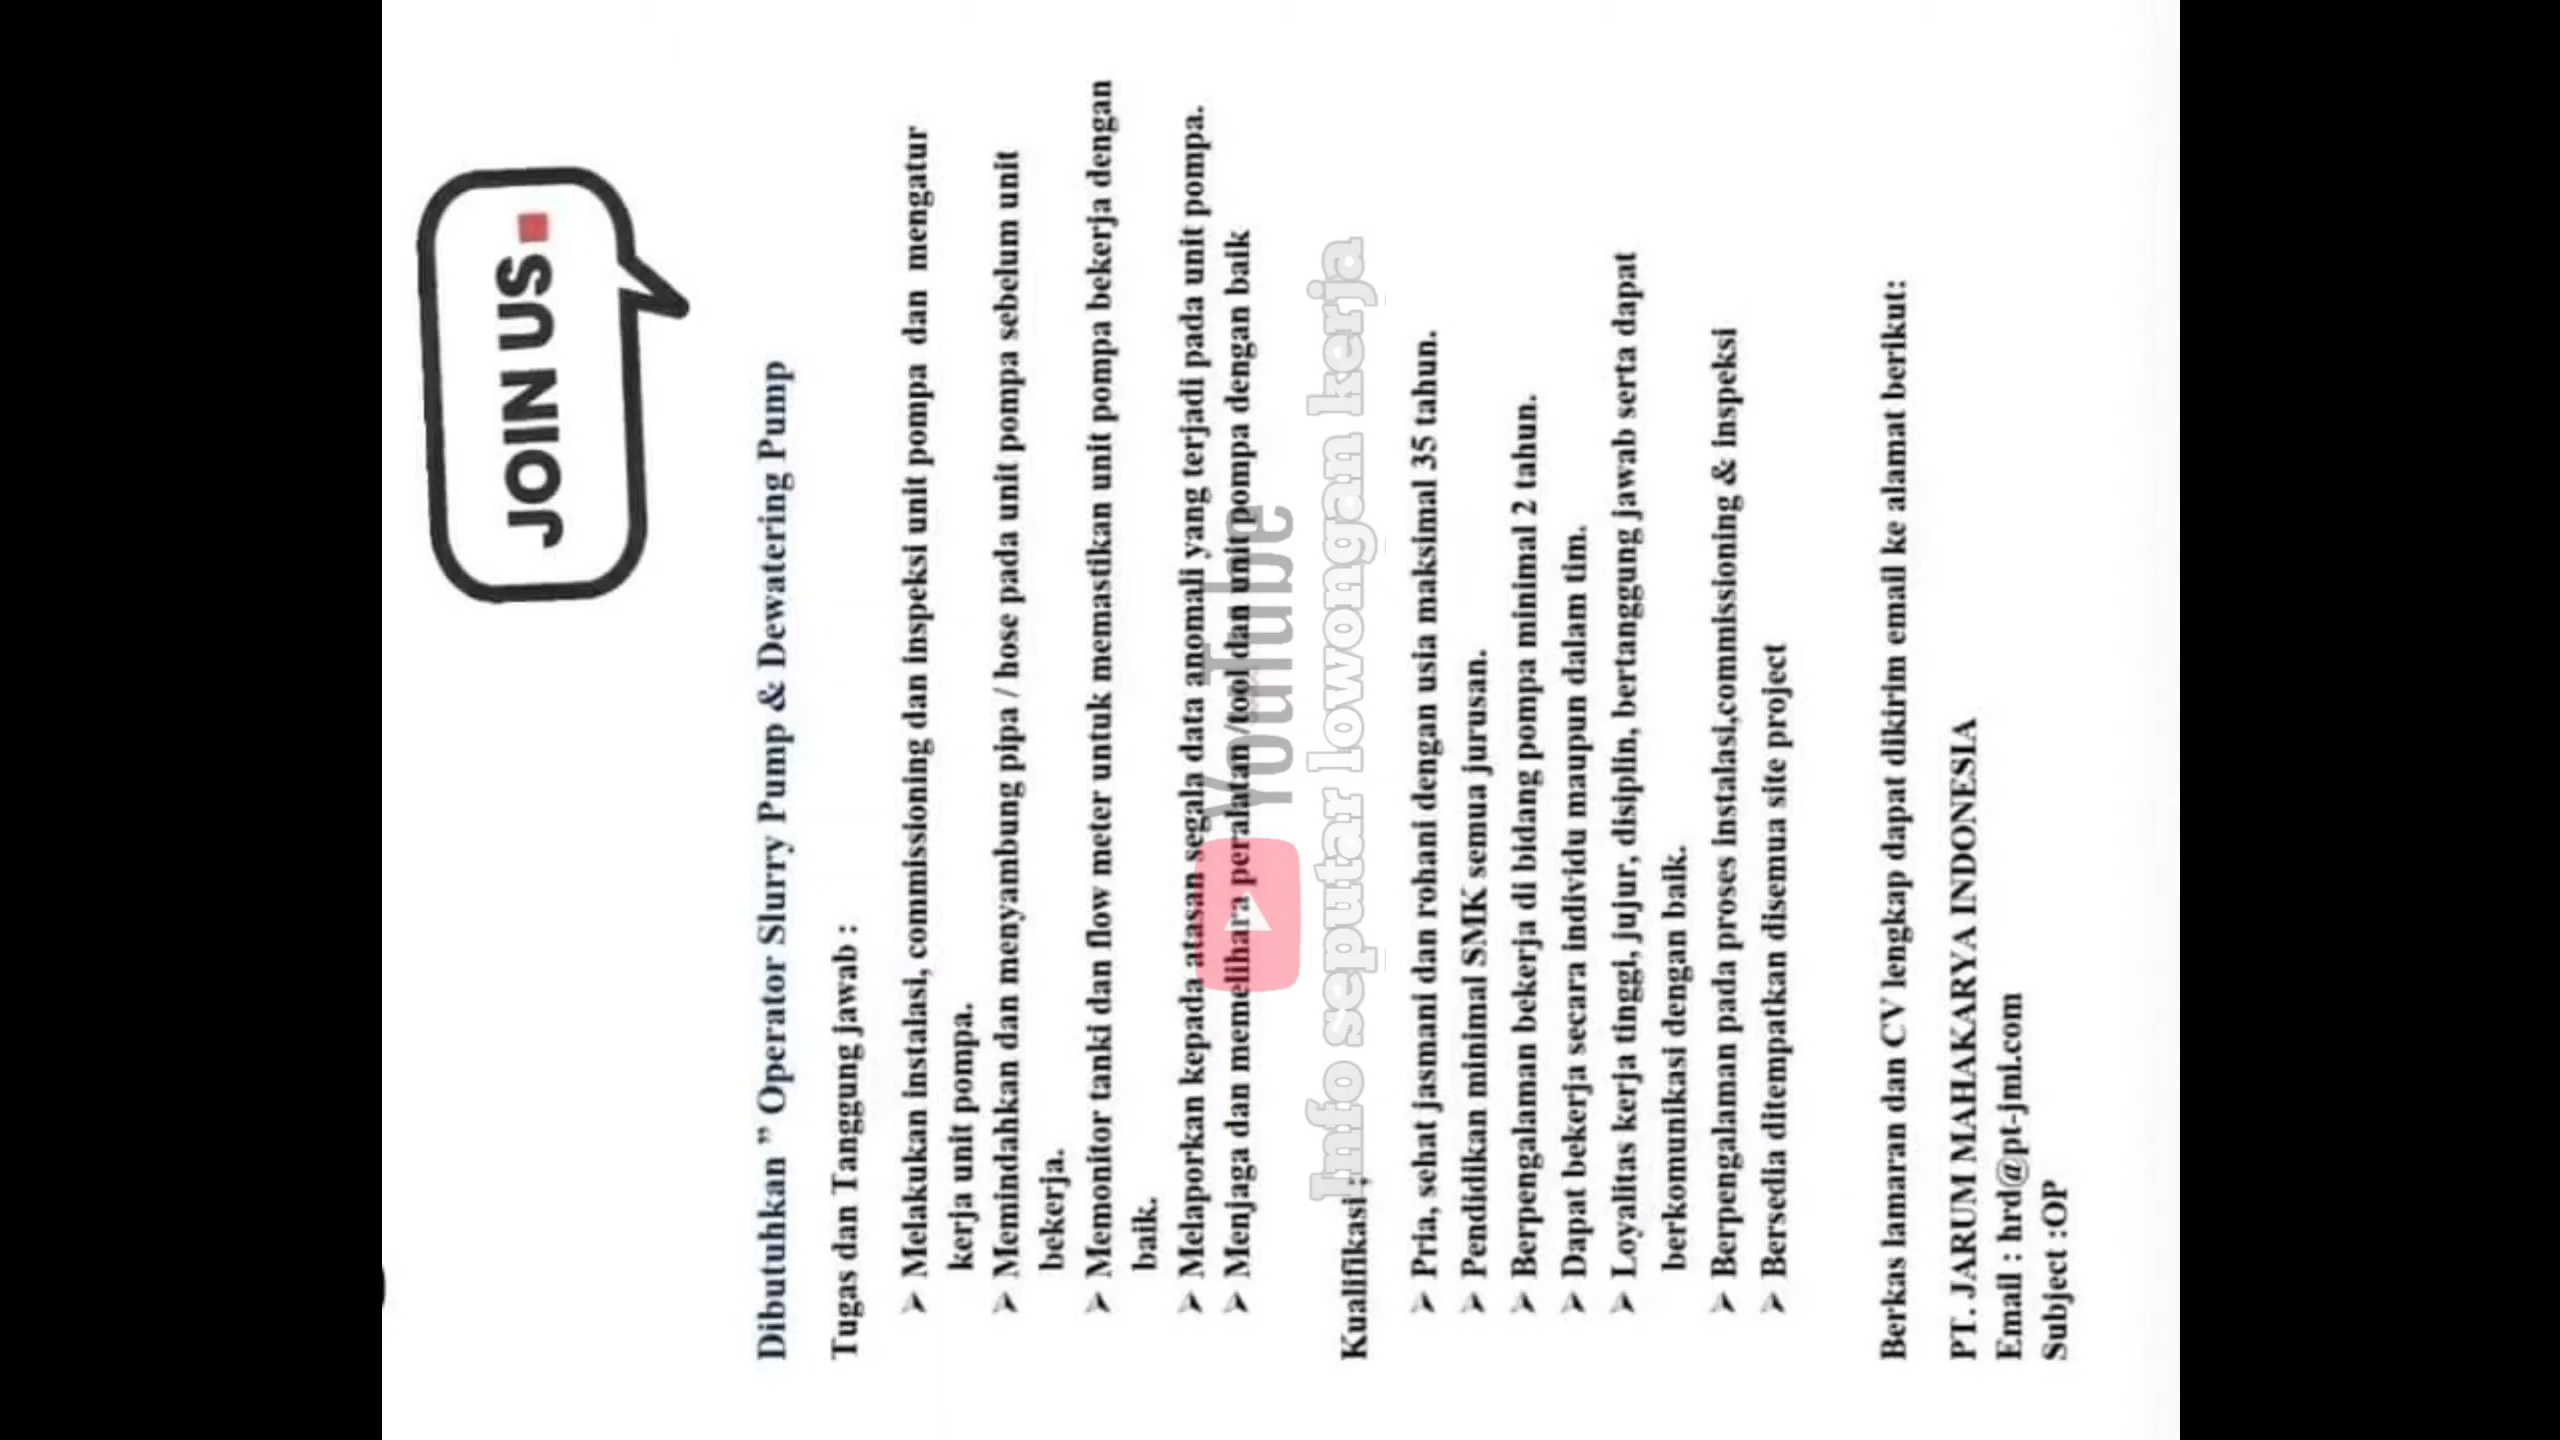 JOIN US
Dibutuhkan ” Operator Slurry Pump & Dewatering Pump
Tugas dan Tanggung jawab :
➢ Melakukan instalasi, commissioning dan inspeksi unit pompa dan mengatur
kerja unit pompa.
➢ Memindahkan dan menyambung pipa / hose pada unit pompa sebelum unit
bekerja.
➢ Memonitor tanki dan flow meter untuk memastikan unit pompa bekerja dengan
baik.
➢ Melaporkan kepada atasan segala data anomali yang terjadi pada unit pompa.
➢ Menjaga dan memelihara peralatan/tool dan unit pompa dengan baik
YouTube
Info seputar lowongan kerja
Kualifikasi :
➢ Pria, sehat jasmani dan rohani dengan usia maksimal 35 tahun.
➢ Pendidikan minimal SMK semua jurusan.
➢ Berpengalaman bekerja di bidang pompa minimal 2 tahun.
➢ Dapat bekerja secara individu maupun dalam tim.
➢ Loyalitas kerja tinggi, jujur, disiplin, bertanggung jawab serta dapat
berkomunikasi dengan baik.
➢ Berpengalaman pada proses instalasi,commissioning & inspeksi
➢ Bersedia ditempatkan disemua site project
Berkas lamaran dan CV lengkap dapat dikirim email ke alamat berikut:
PT. JARUM MAHAKARYA INDONESIA
Email : hrd@pt-jmi.com
Subject :OP